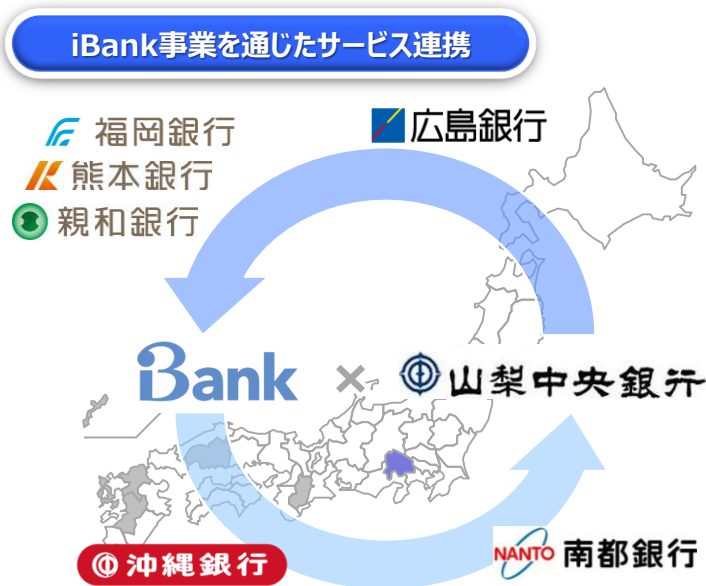 iBank事業を通じたサービス連携
福岡銀行
広島銀行
熊本銀行
親和銀行
iBank × 山梨中央銀行
沖縄銀行
NANTO 南都銀行